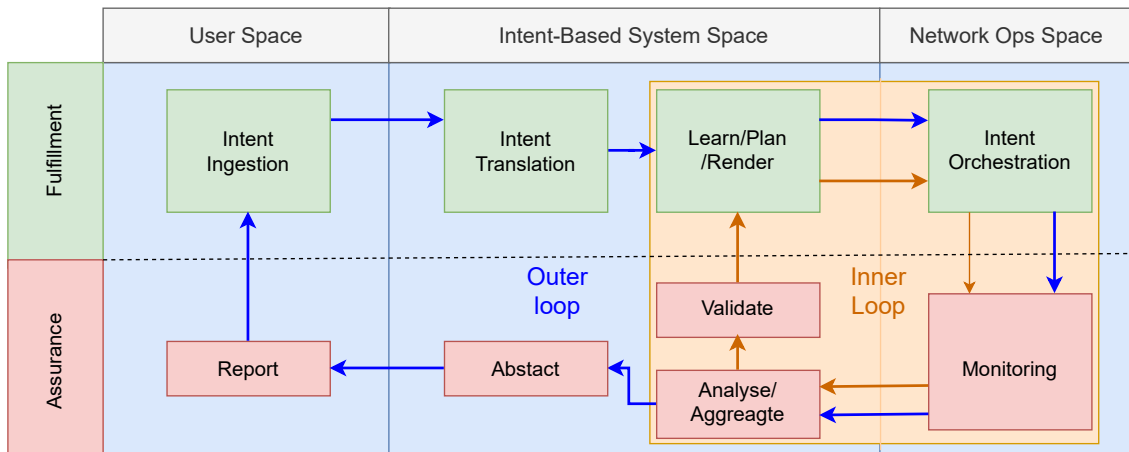 User Space
Intent-Based System Space
Network Ops Space
Fulfillment
Intent
Ingestion
Intent
Translation
Learn/Plan
/Render
Intent
Orchestration
Outer
loop
Inner
Loop
Assurance
Validate
Report
Abstact
Analyse/
Aggreagte
Monitoring